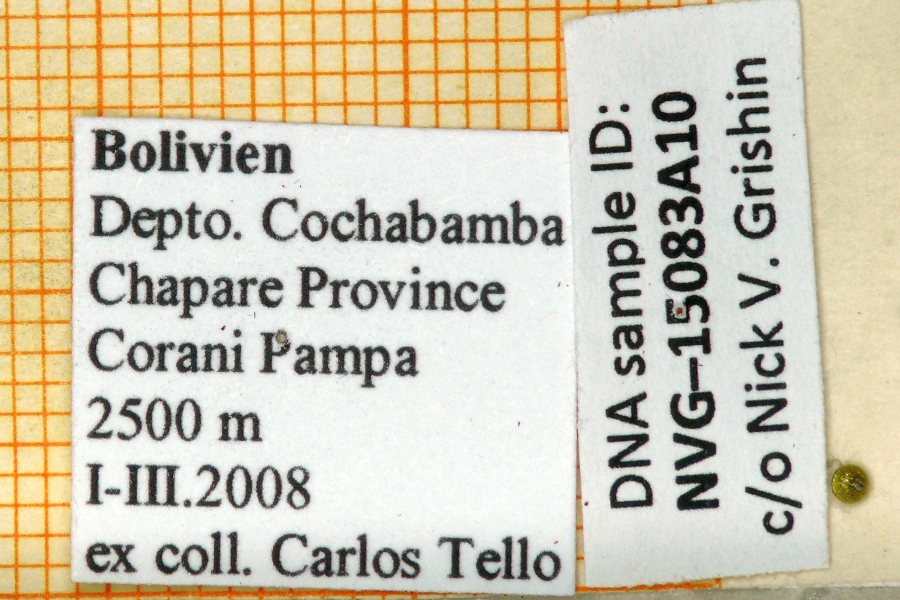 Bolivien
Depto. Cochabamba
Chapare Province
Corani Pampa
2500 m
I-III.2008
ex coll. Carlos Tello
DNA sample ID:
NVG–15083A10
c/o Nick V. Grishin